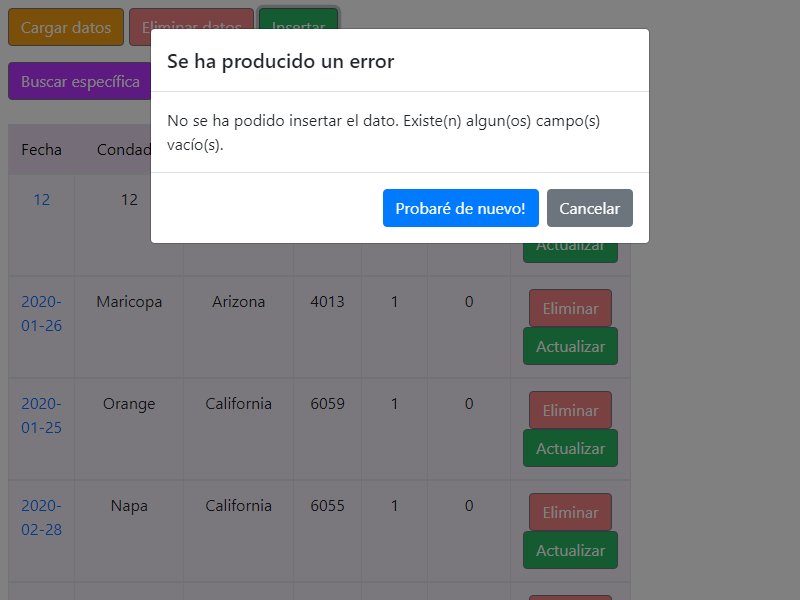 Cargar datos Eliminar datos Insertar
Se ha producido un error
Buscar específica
No se ha podido insertar el dato. Existe(n) algun(os) campo(s)
vacío(s).
Fecha Condad
12 12
Probaré de nuevo! Cancelar
Actualizar
2020- Maricopa Arizona 4013 1 0 Eliminar
01-26 Actualizar
2020- Orange California 6059 1 0 Eliminar
01-25 Actualizar
2020- Napa California 6055 1 0 Eliminar
02-28 Actualizar